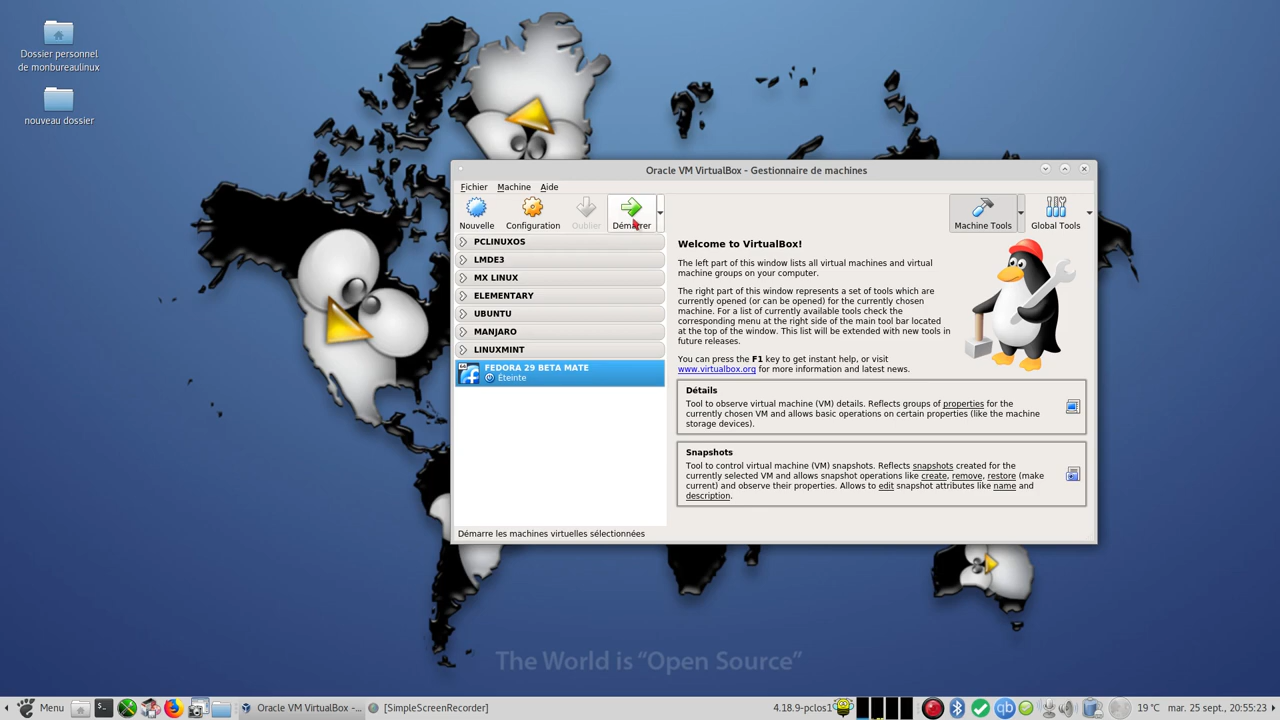 Dossier personnel
de monbureaulinux
nouveau dossier
Oracle VM VirtualBox - Gestionnaire de machines
Fichier Machine Aide
Nouvelle Configuration Oublier Démarrer Machine Tools Global Tools
PCLINUXOS
LMDE3
MX LINUX
ELEMENTARY
UBUNTU
MANJARO
LINUXMINT
64
FEDORA 29 BETA MATE
Éteinte
Welcome to VirtualBox!
The left part of this window lists all virtual machines and virtual
machine groups on your computer.
The right part of this window represents a set of tools which are
currently opened (or can be opened) for the currently chosen
machine. For a list of currently available tools check the
corresponding menu at the right side of the main tool bar located
at the top of the window. This list will be extended with new tools in
future releases.
You can press the F1 key to get instant help, or visit
www.virtualbox.org for more information and latest news.
Détails
Tool to observe virtual machine (VM) details. Reflects groups of properties for the
currently chosen VM and allows basic operations on certain properties (like the machine
storage devices).
Snapshots
Tool to control virtual machine (VM) snapshots. Reflects snapshots created for the
currently selected VM and allows snapshot operations like create, remove, restore (make
current) and observe their properties. Allows to edit snapshot attributes like name and
description.
Démarre les machines virtuelles sélectionnées
The World is “Open Source”
Menu Oracle VM VirtualBox -... [SimpleScreenRecorder] 4.18.9-pclos1 qb 19 °C mar. 25 sept., 20:55:23